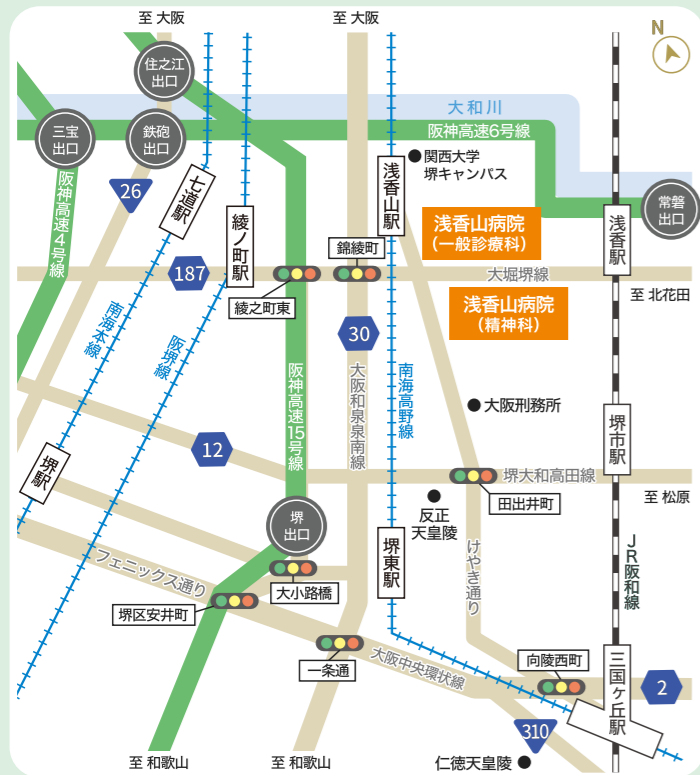 至 大阪
至 大阪
N
住之江
出口
大和川
三宝
出口
鉄砲
出口
阪神高速6号線
関西大学
堺キャンパス
浅香山駅
七道駅
26
阪神高速4号線
綾ノ町駅
常磐
出口
浅香駅
浅香山病院
（一般診療科）
錦綾町
187
大堀堺線
至 北花田
綾之町東
浅香山病院
（精神科）
南海本線
阪堺線
30
阪神高速15号線
大阪和泉泉南線
南海高野線
大阪刑務所
12
堺市駅
堺駅
堺大和高田線
至 松原
田出井町
反正
天皇陵
堺
出口
堺東駅
けやき通り
JR阪和線
フェニックス通り
大小路橋
堺区安井町
一条通
大阪中央環状線
向陵西町
三国ヶ丘駅
2
310
至 和歌山
至 和歌山
仁徳天皇陵